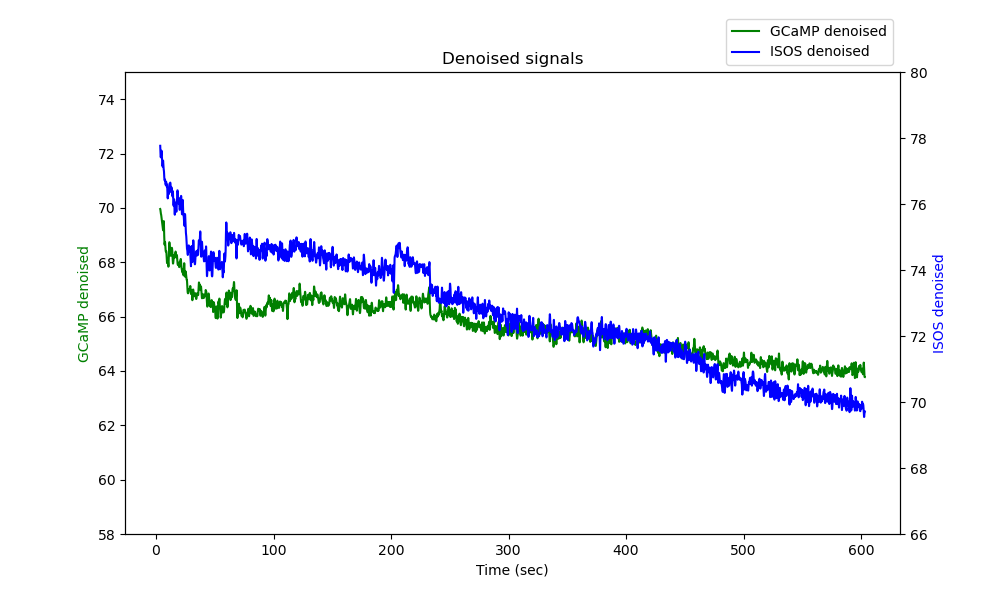 GCaMP denoised
ISOS denoised
Denoised signals
74
72
70
68
66
64
62
60
58
GCaMP denoised
80
78
76
74
72
70
68
66
ISOS denoised
0 100 200 300 400 500 600
Time (sec)